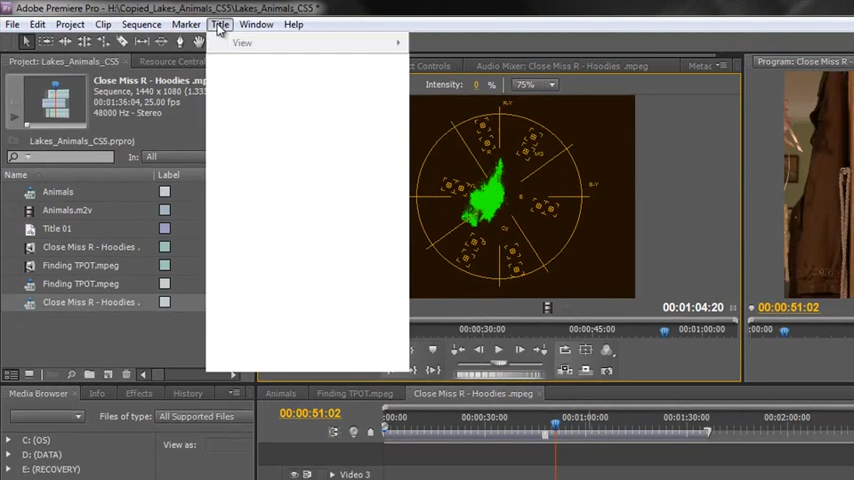 Adobe Premiere Pro - H:\Copied_Lakes_Animals_CS5\Lakes_Animals_CS5 *
File Edit Project Clip Sequence Marker Title Window Help
View
Project: Lakes_Animals_CS5 Resource Centra
Close Miss R - Hoodies .mp
Sequence, 1440 x 1080 (1.333
00:01:36:04, 25.00 fps
48000 Hz - Stereo
Lakes_Animals_CS5.prproj
In: All
Name Label
Animals
Animals.m2v
Title 01
Close Miss R - Hoodies .
Finding TPOT.mpeg
Finding TPOT.mpeg
Close Miss R - Hoodies .
Controls Audio Mixer: Close Miss R - Hoodies .mpeg Metac
Intensity: 0 % 75%
R-Y
MG
R
B-Y
B
00:01:04:20
00:00:30:00 00:00:45:00 00:01:00:00
Program: Close Miss R -
00:00:51:02
:00:00
Media Browser Info Effects History
Files of type: All Supported Files
View as:
C: (OS)
D: (DATA)
E: (RECOVERY)
Animals Finding TPOT.mpeg Close Miss R - Hoodies .mpeg
00:00:51:02
:00:00 00:00:30:00 00:01:00:00 00:01:30:00 00:02:00:00
Video 3